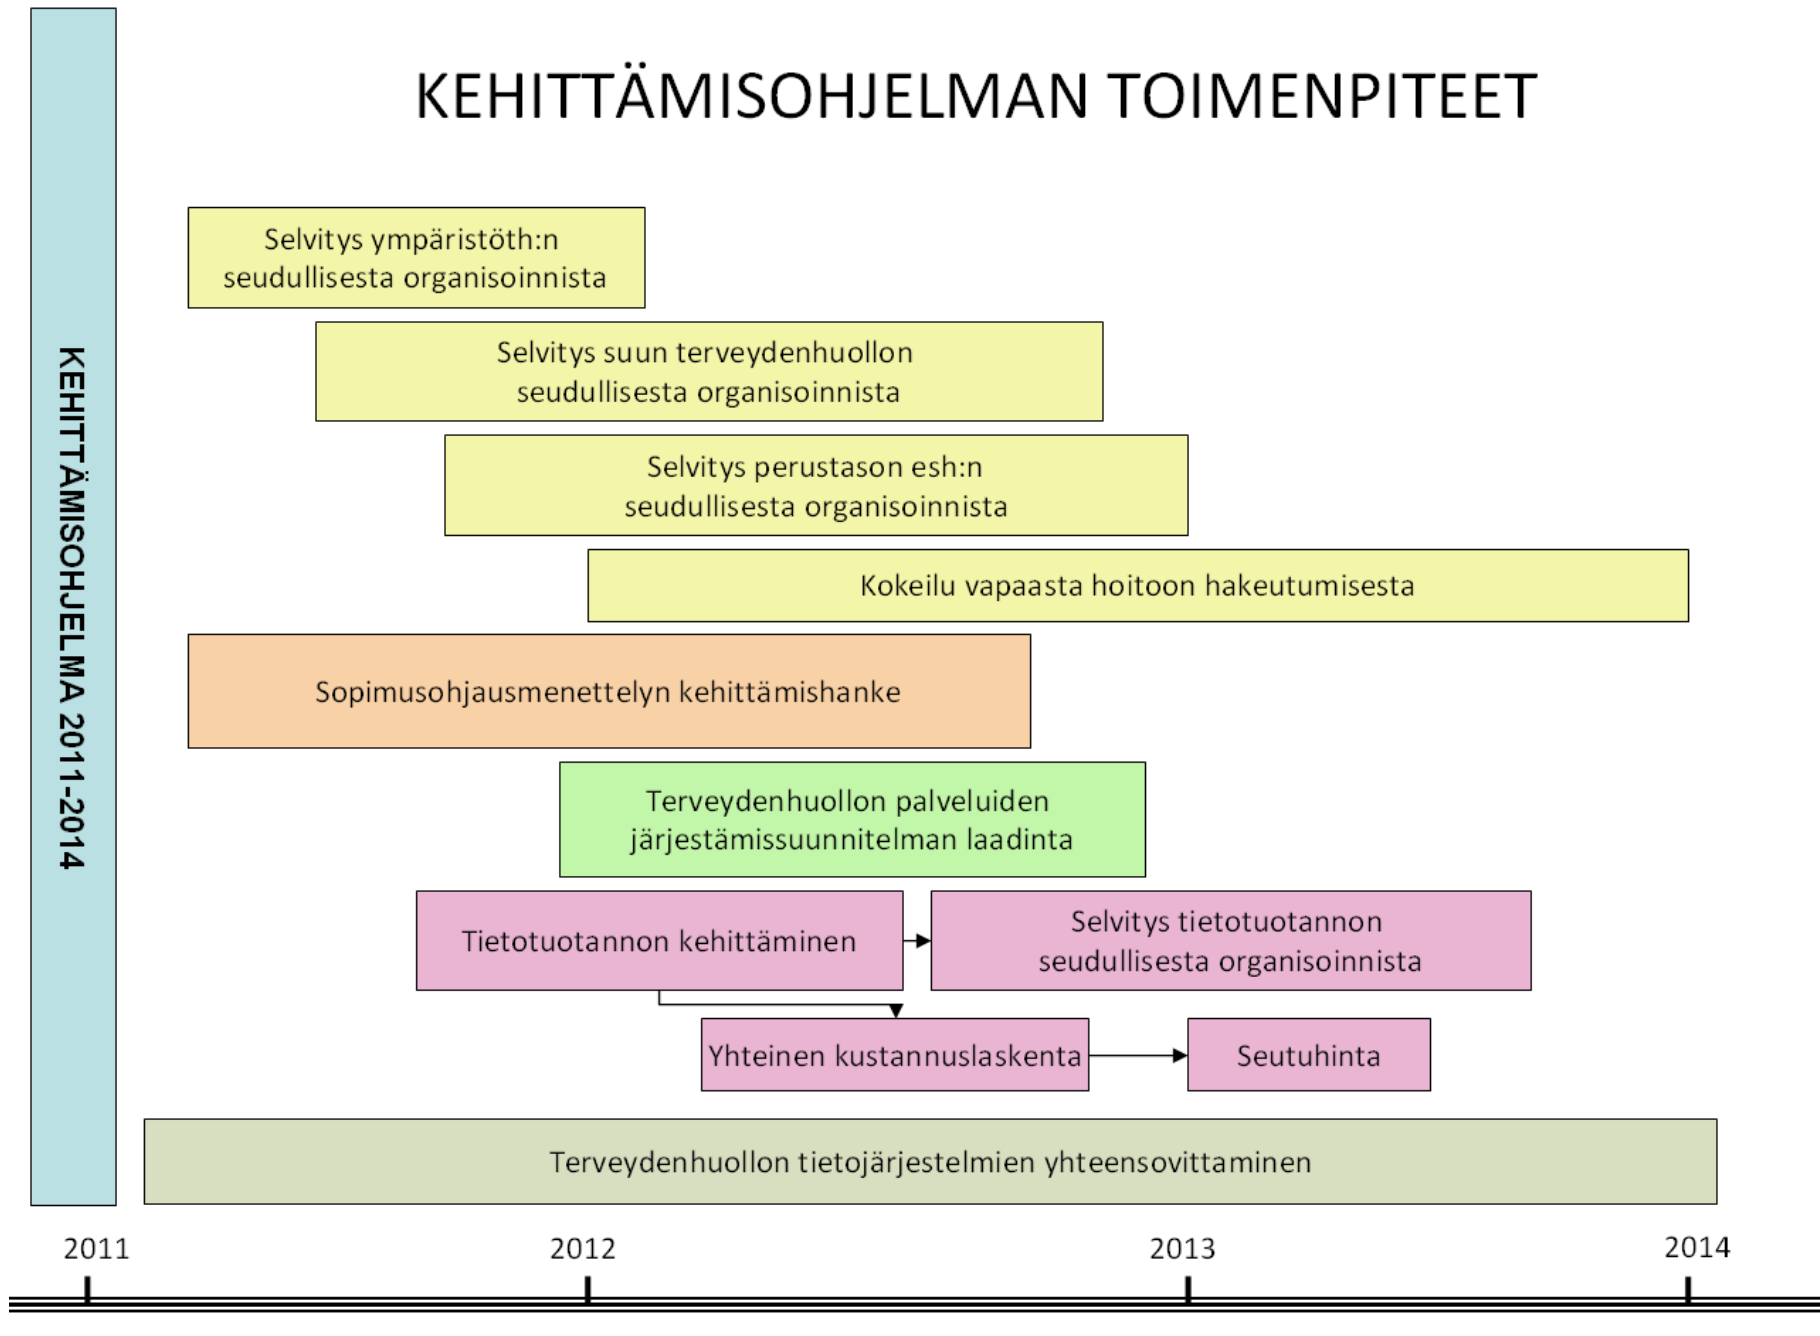 KEHITTÄMISOHJELMAN TOIMENPITEET
KEHITTÄMISOHJELMA 2011-2014
Selvitys ympäristöth:n
seudullisesta organisoinnista
Selvitys suun terveydenhuollon
seudullisesta organisoinnista
Selvitys perustason esh:n
seudullisesta organisoinnista
Kokeilu vapaasta hoitoon hakeutumisesta
Sopimusohjausmenettelyn kehittämishanke
Terveydenhuollon palveluiden
järjestämissuunnitelman laadinta
Tietotuotannon kehittäminen
Selvitys tietotuotannon
seudullisesta organisoinnista
Yhteinen kustannuslaskenta
Seutuhinta
Terveydenhuollon tietojärjestelmien yhteensovittaminen
2011 2012 2013 2014